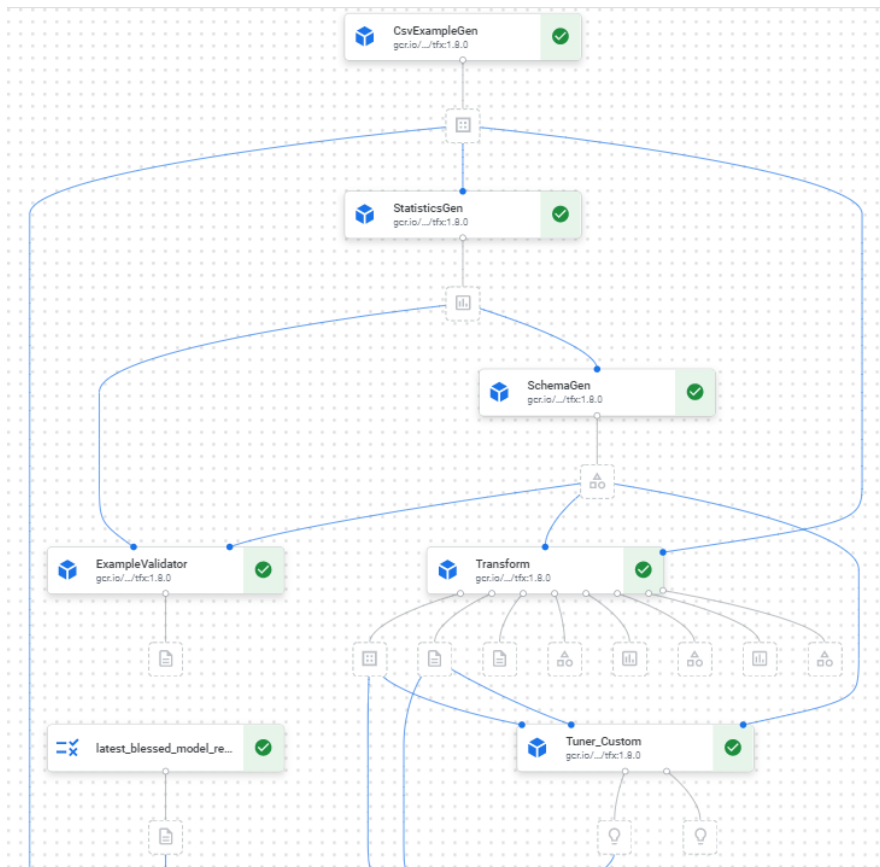 CsvExampleGen
gcr.io/.../tfx:1.8.0
StatisticsGen
gcr.io/.../tfx:1.8.0
SchemaGen
gcr.io/.../tfx:1.8.0
ExampleValidator
gcr.io/.../tfx:1.8.0
Transform
gcr.io/.../tfx:1.8.0
latest_blessed_model_re...
Tuner_Custom
gcr.io/.../tfx:1.8.0